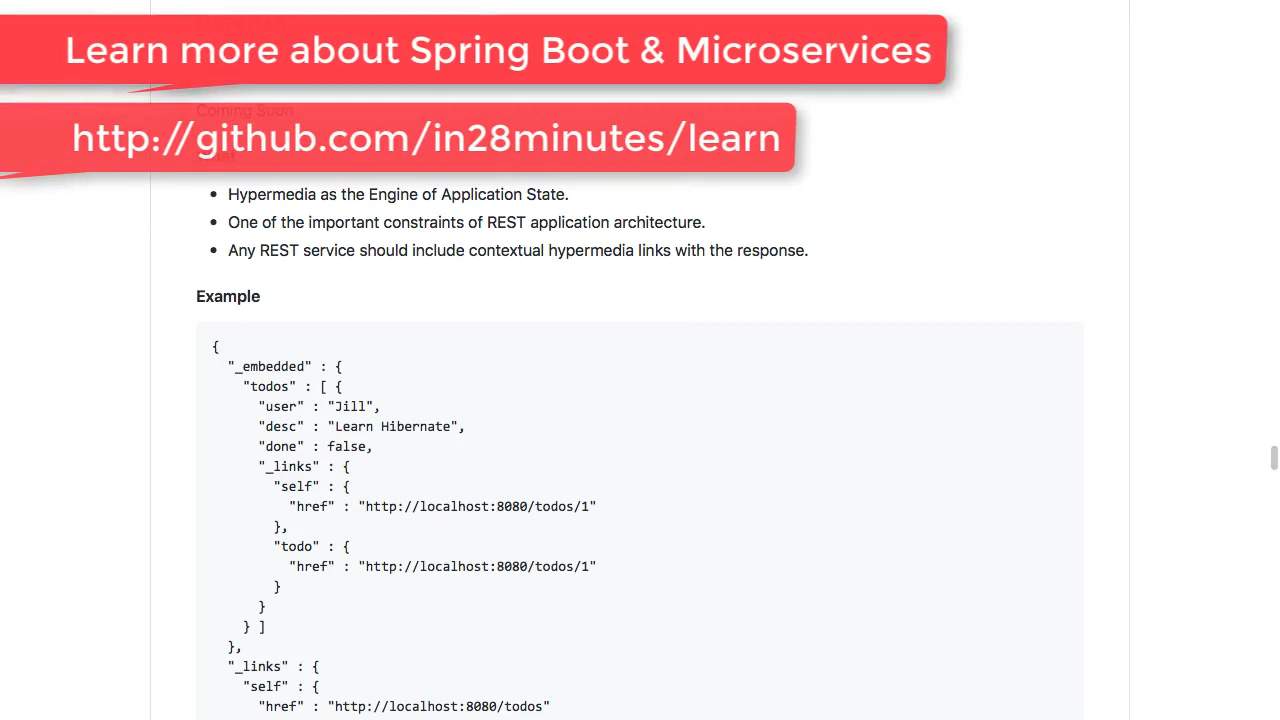 Learn more about Spring Boot & Microservices
Coming Soon
http://github.com/in28minutes/learn
Hypermedia as the Engine of Application State.
One of the important constraints of REST application architecture.
Any REST service should include contextual hypermedia links with the response.
Example
{
"_embedded" : {
"todos" : [ {
"user" : "Jill",
"desc" : "Learn Hibernate",
"done" : false,
"_links" : {
"self" : {
"href" : "http://localhost:8080/todos/1"
},
"todo" : {
"href" : "http://localhost:8080/todos/1"
}
}
} ]
},
"_links" : {
"self" : {
"href" : "http://localhost:8080/todos"